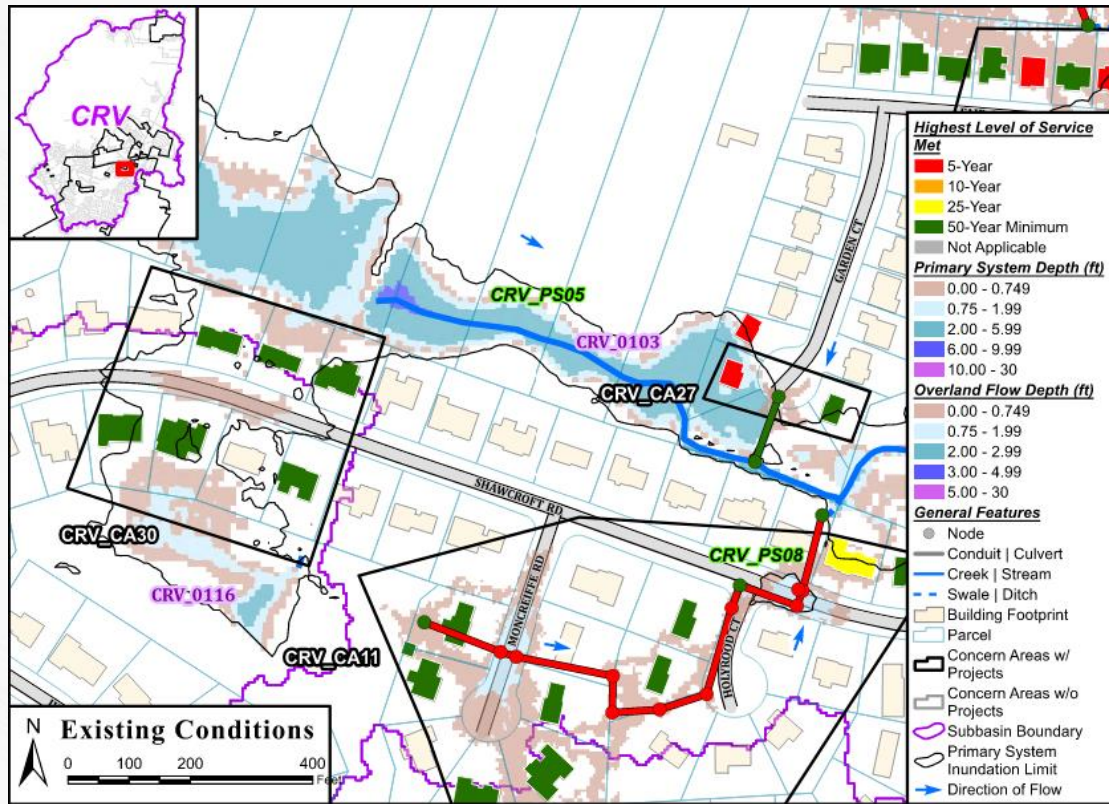 CRV
GARDEN CT
CRV_PS05
CRV_0103
CRV_CA27
SHAWCROFT RD
CRV_CA30
CRV_PS08
CRV_0116
MONCREIFFE RD
HOLYROOD CT
CRV_CA11
N
Existing Conditions
0 100 200 400
Feet
Highest Level of Service
Met
5-Year
10-Year
25-Year
50-Year Minimum
Not Applicable
Primary System Depth (ft)
0.00 - 0.749
0.75 - 1.99
2.00 - 5.99
6.00 - 9.99
10.00 - 30
Overland Flow Depth (ft)
0.00 - 0.749
0.75 - 1.99
2.00 - 2.99
3.00 - 4.99
5.00 - 30
General Features
Node
Conduit | Culvert
Creek | Stream
Swale | Ditch
Building Footprint
Parcel
Concern Areas w/
Projects
Concern Areas w/o
Projects
Subbasin Boundary
Primary System
Inundation Limit
Direction of Flow